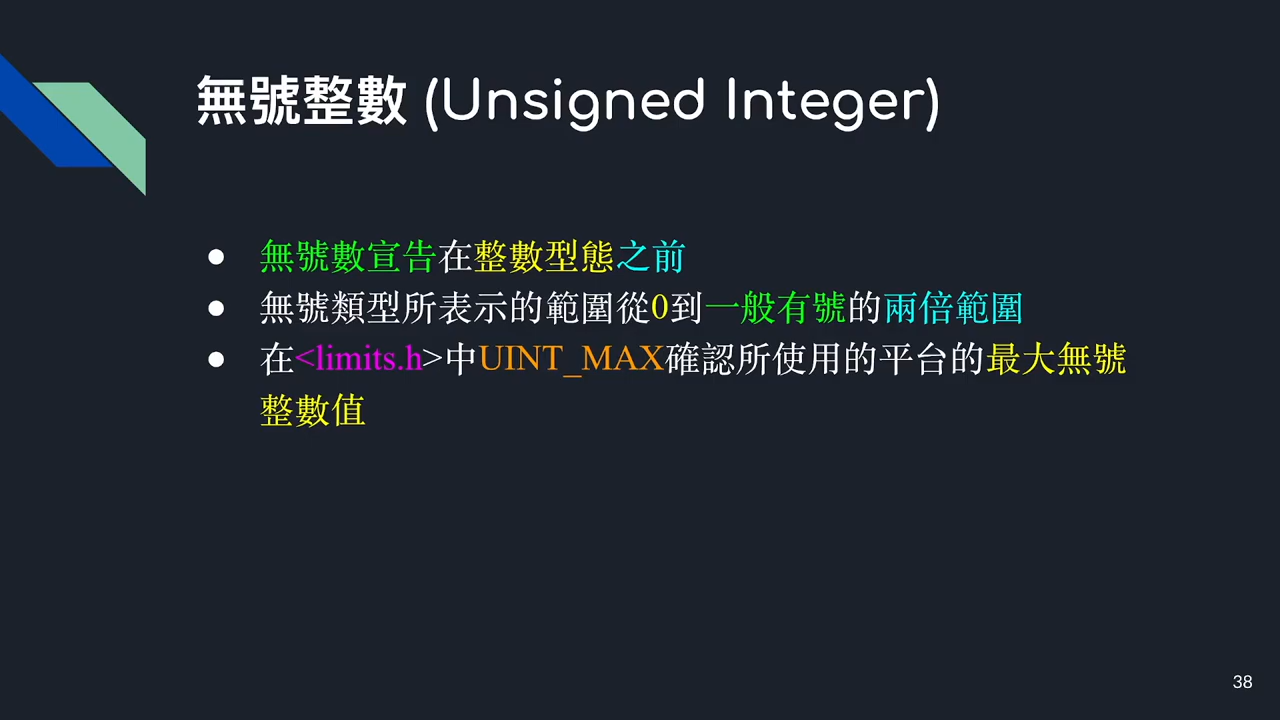 無號整數 (Unsigned Integer)
● 無號數宣告在整數型態之前
● 無號類型所表示的範圍從0到一般有號的兩倍範圍
● 在<limits.h>中UINT_MAX確認所使用的平台的最大無號
整數值
38